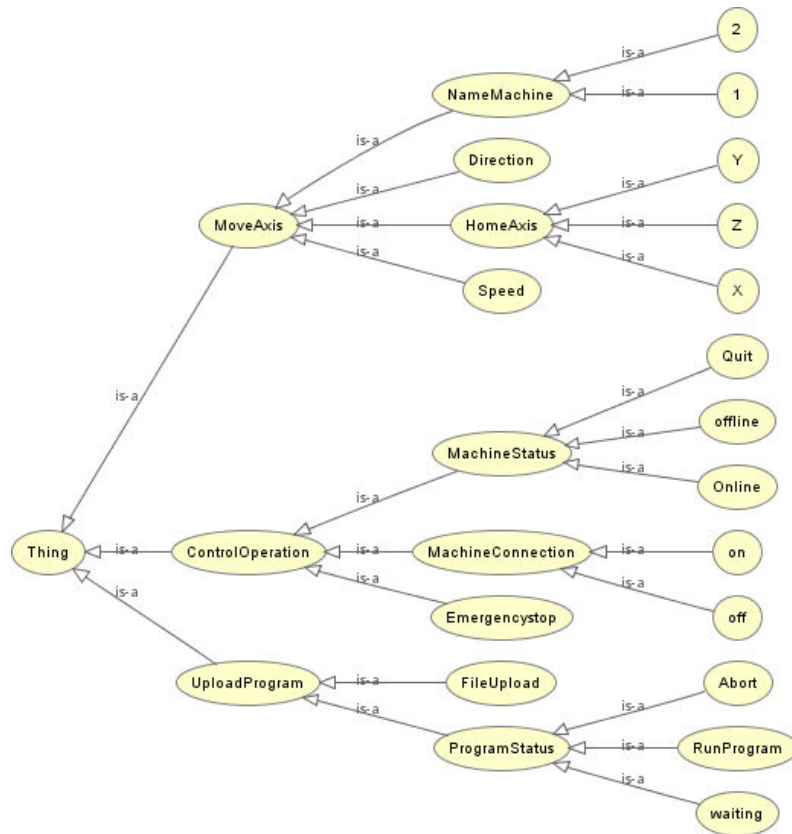 2
is-a
NameMachine
is-a
1
is-a
Direction
Y
is-a
is-a
MoveAxis
is-a
HomeAxis
is-a
Z
is-a
is-a
Speed
X
Quit
is-a
is-a
offline
MachineStatus
is-a
is-a
Online
is-a
Thing
is-a
ControlOperation
is-a
MachineConnection
is-a
on
is-a
is-a
is-a
Emergencystop
off
UploadProgram
is-a
FileUpload
Abort
is-a
is-a
ProgramStatus
is-a
RunProgram
is-a
waiting